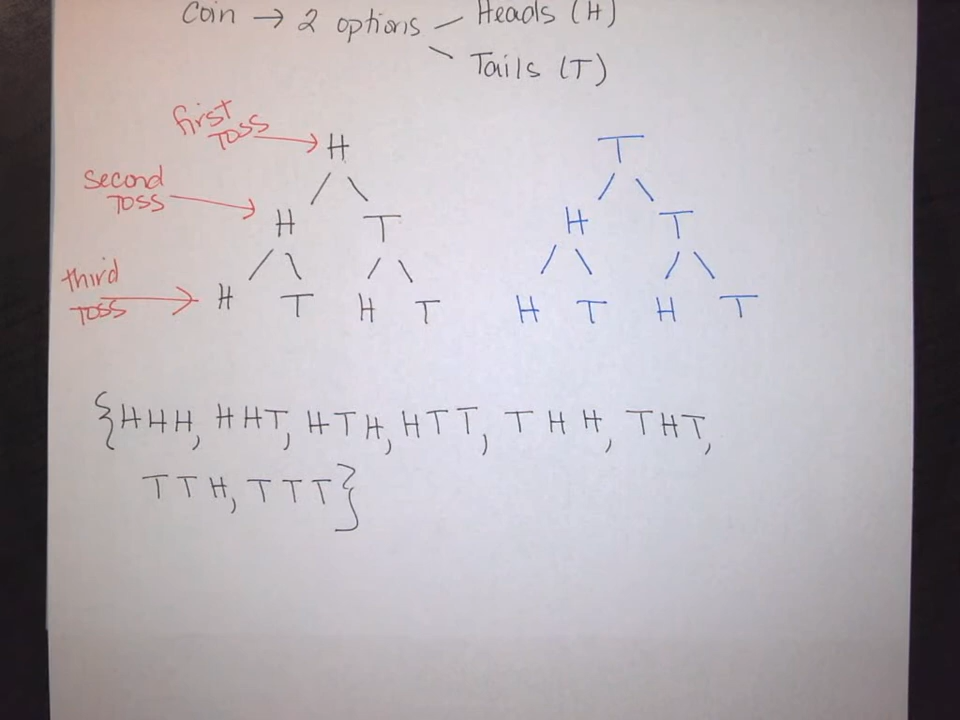 Coin → 2 options Heads (H)
Tails (T)
first
Toss → H T
second
Toss → H T H T
third
Toss → H T H T H T H T
{HHH, HHT, HTH, HTT, THH, THT,
TTH, TTT}